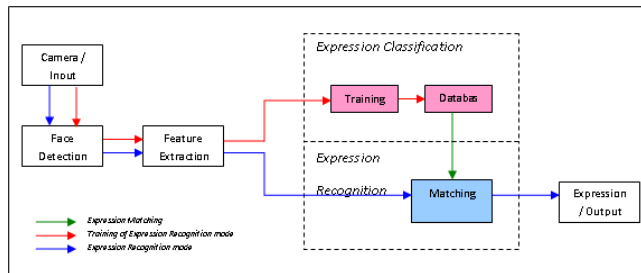 Expression Classification
Camera /
Input
Training
Databas
Face
Detection
Feature
Extraction
Expression
Recognition
Matching
Expression
/ Output
Expression Matching
Training of Expression Recognition mode
Expression Recognition mode